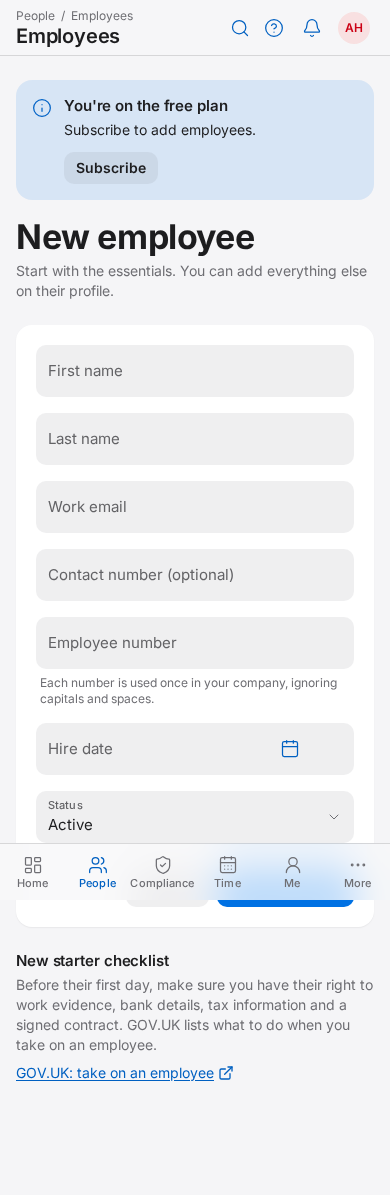 People / Employees
Employees
AH
You're on the free plan
Subscribe to add employees.
Subscribe
New employee
Start with the essentials. You can add everything else
on their profile.
First name
Last name
Work email
Contact number (optional)
Employee number
Each number is used once in your company, ignoring
capitals and spaces.
Hire date
Status
Active
Home People Compliance Time Me More
New starter checklist
Before their first day, make sure you have their right to
work evidence, bank details, tax information and a
signed contract. GOV.UK lists what to do when you
take on an employee.
GOV.UK: take on an employee